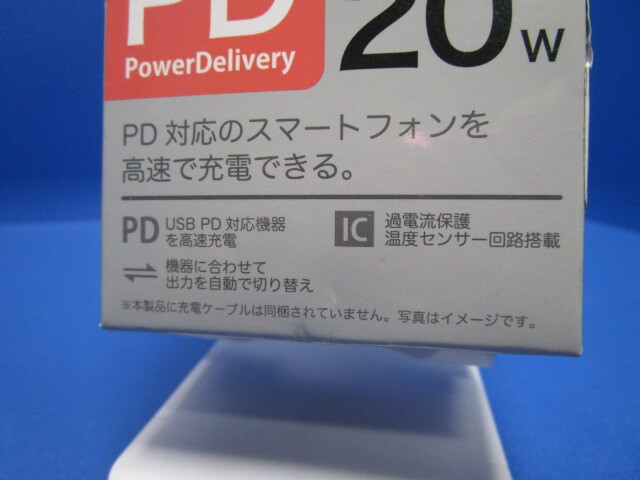 PD
PowerDelivery
20W
PD 対応のスマートフォンを
高速で充電できる。
PD USB PD 対応機器
を高速充電
IC 過電流保護
温度センサー回路搭載
機器に合わせて
出力を自動で切り替え
※本製品に充電ケーブルは同梱されていません。写真はイメージです。